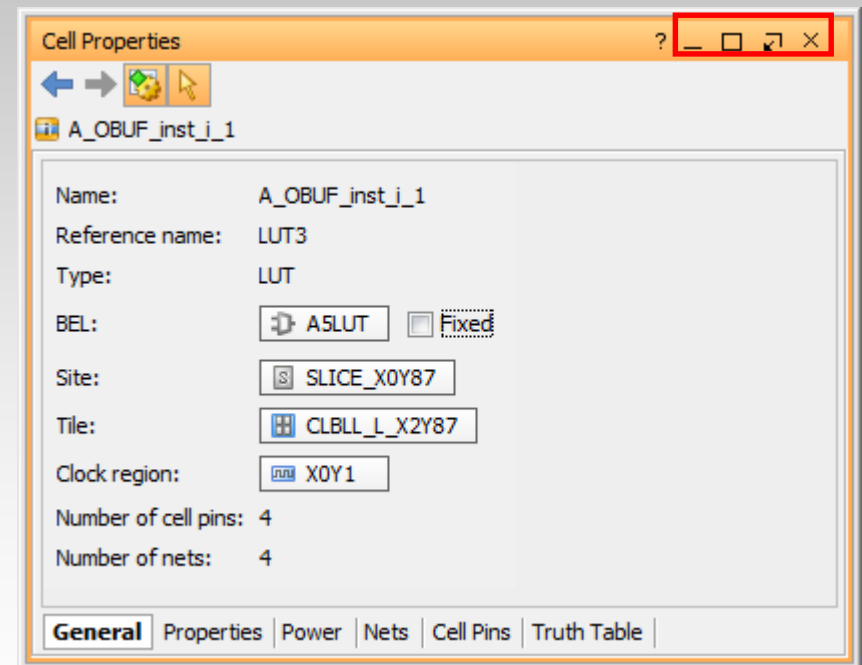 Cell Properties ?
A_OBUF_inst_i_1
Name: A_OBUF_inst_i_1
Reference name: LUT3
Type: LUT
BEL: A5LUT Fixed
Site: S SLICE_X0Y87
Tile: CLBLL_L_X2Y87
Clock region: X0Y1
Number of cell pins: 4
Number of nets: 4
General Properties Power Nets Cell Pins Truth Table